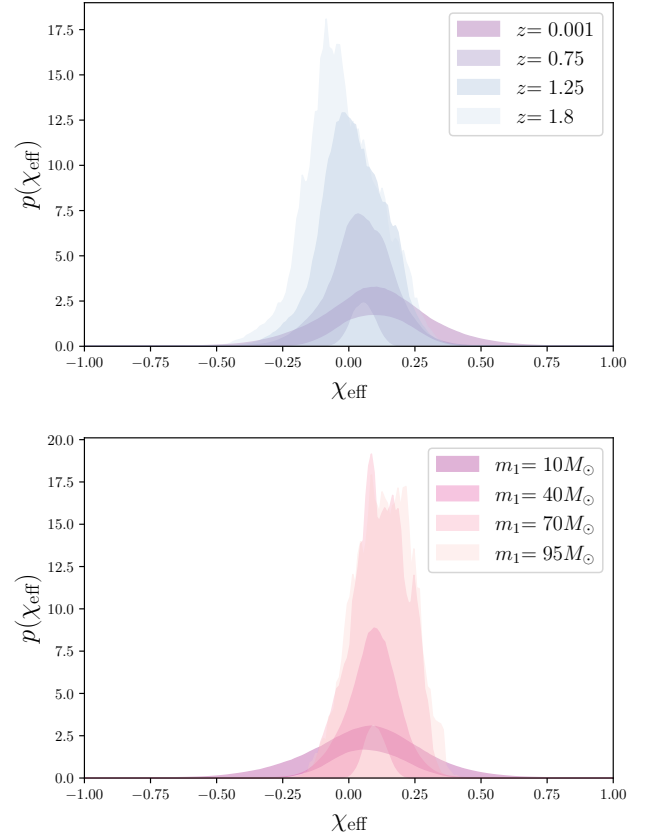 17.5
15.0
12.5
10.0
7.5
5.0
2.5
0.0
p(χeff)
z= 0.001
z= 0.75
z= 1.25
z= 1.8
−1.00 −0.75 −0.50 −0.25 0.00 0.25 0.50 0.75 1.00
χeff
20.0
17.5
15.0
12.5
10.0
7.5
5.0
2.5
0.0
p(χeff)
m₁= 10M⊙
m₁= 40M⊙
m₁= 70M⊙
m₁= 95M⊙
−1.00 −0.75 −0.50 −0.25 0.00 0.25 0.50 0.75 1.00
χeff